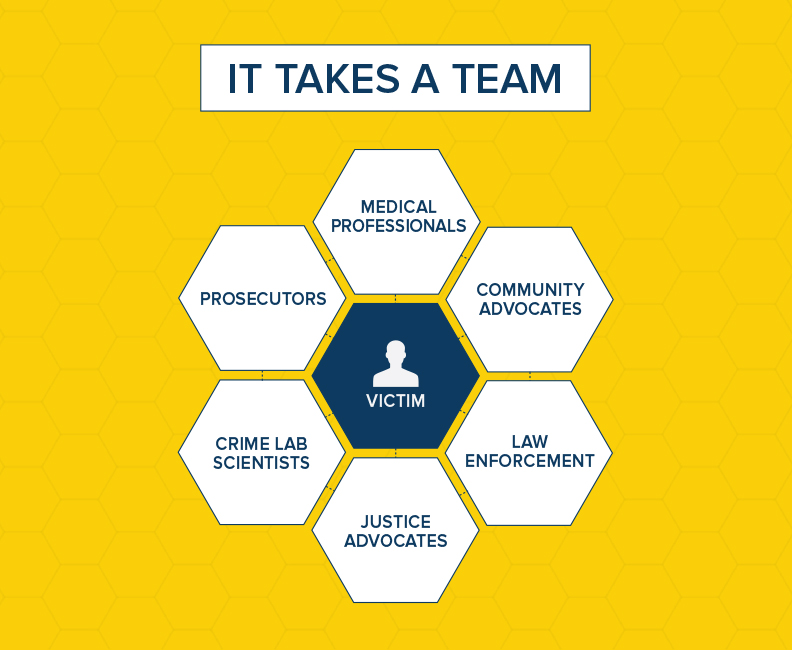 IT TAKES A TEAM
MEDICAL
PROFESSIONALS
COMMUNITY
ADVOCATES
PROSECUTORS
VICTIM
LAW
ENFORCEMENT
CRIME LAB
SCIENTISTS
JUSTICE
ADVOCATES